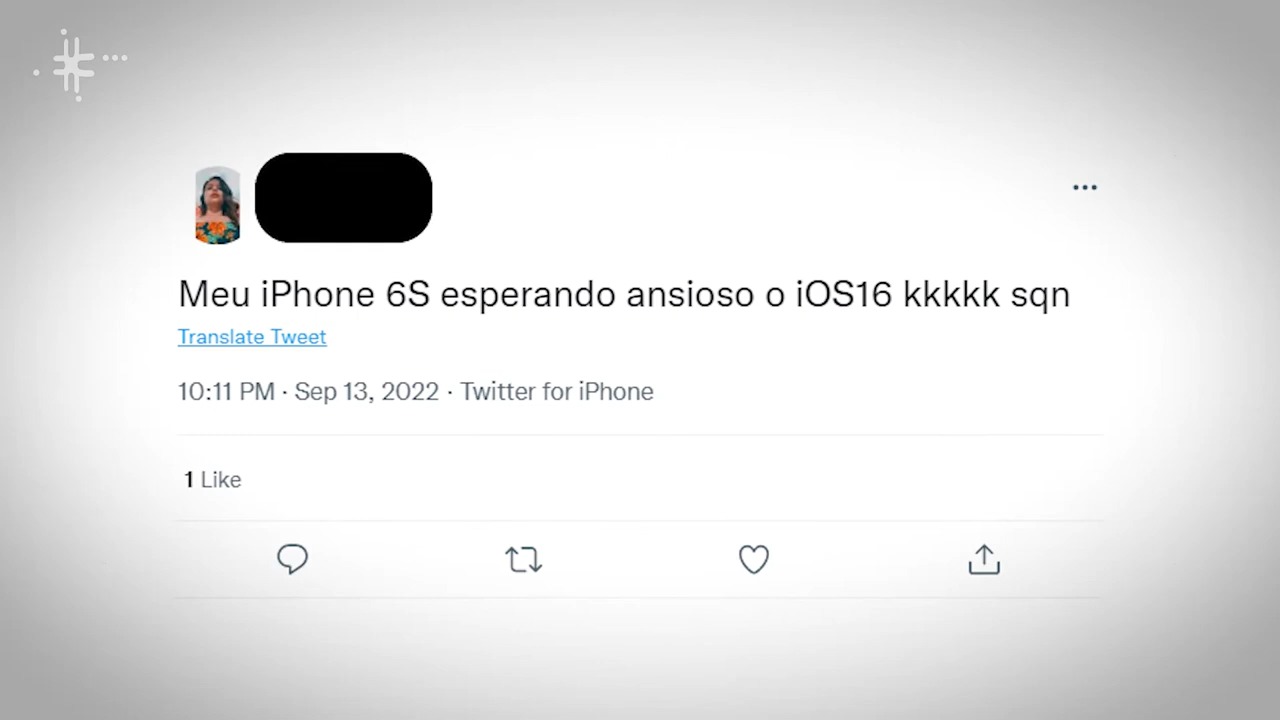 Meu iPhone 6S esperando ansioso o iOS16 kkkkk sqn
Translate Tweet
10:11 PM · Sep 13, 2022 · Twitter for iPhone
1 Like